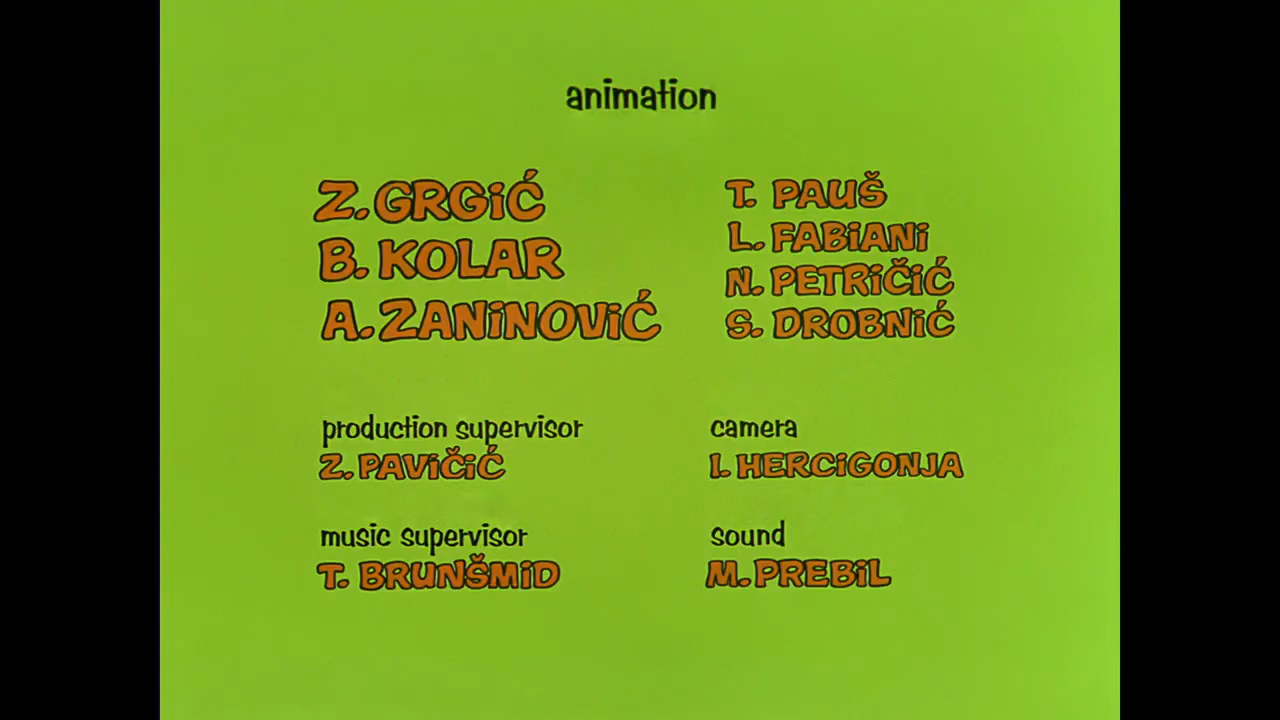 animation
Z. GRGiĆ
B. KOLAR
A. ZANiNOViĆ
T. PAUŠ
L. FABiANi
N. PETRiČiĆ
S. DROBNiĆ
production supervisor
Z. PAViČiĆ
camera
I. HERCiGONJA
music supervisor
T. BRUNŠMiD
sound
M. PREBiL